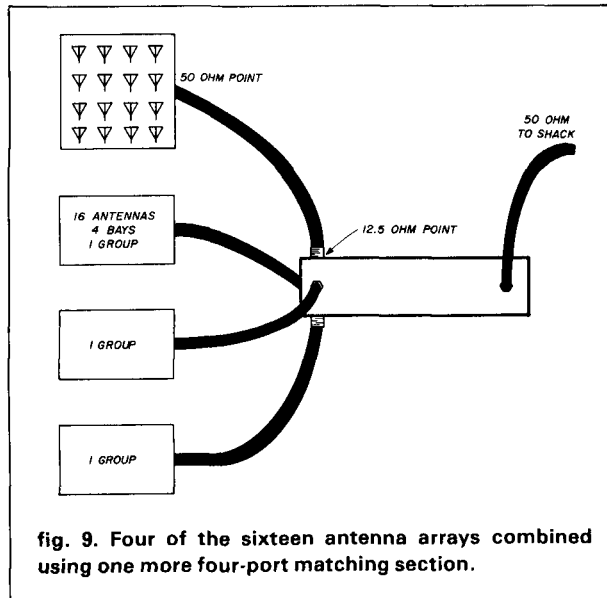 50 OHM POINT
50 OHM
TO SHACK
16 ANTENNAS
4 BAYS
1 GROUP
12.5 OHM POINT
1 GROUP
1 GROUP
fig. 9. Four of the sixteen antenna arrays combined
using one more four-port matching section.